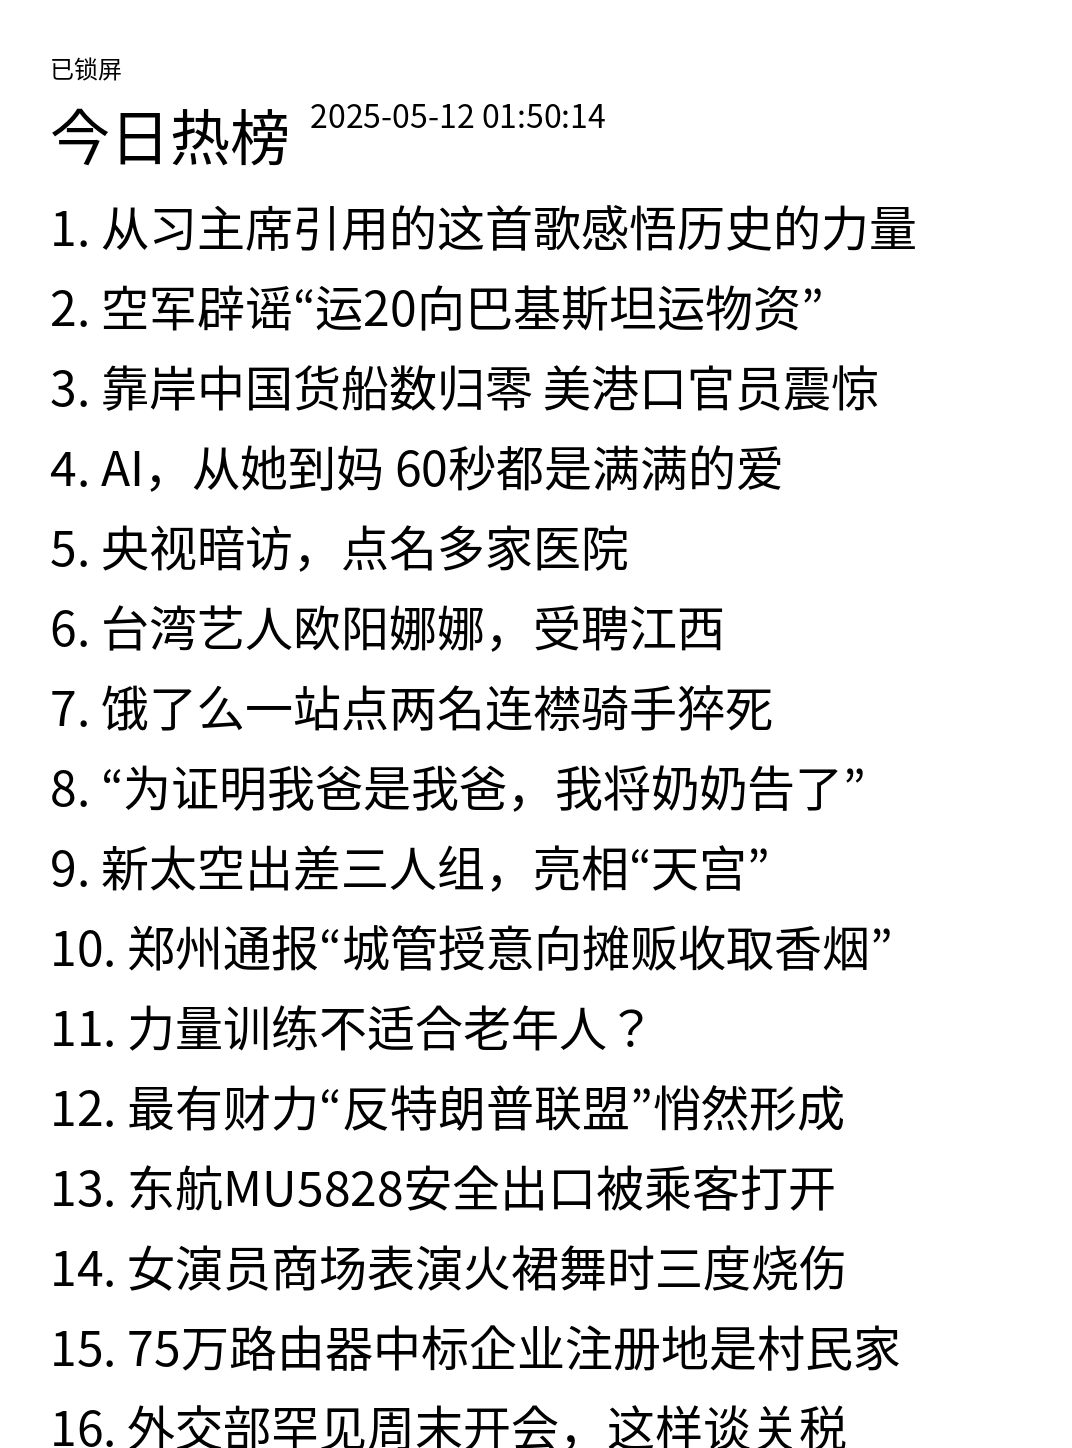 已锁屏
今日热榜 2025-05-12 01:50:14
1. 从习主席引用的这首歌感悟历史的力量
2. 空军辟谣“运20向巴基斯坦运物资”
3. 靠岸中国货船数归零 美港口官员震惊
4. AI，从她到妈 60秒都是满满的爱
5. 央视暗访，点名多家医院
6. 台湾艺人欧阳娜娜，受聘江西
7. 饿了么一站点两名连襟骑手猝死
8. “为证明我爸是我爸，我将奶奶告了”
9. 新太空出差三人组，亮相“天宫”
10. 郑州通报“城管授意向摊贩收取香烟”
11. 力量训练不适合老年人？
12. 最有财力“反特朗普联盟”悄然形成
13. 东航MU5828安全出口被乘客打开
14. 女演员商场表演火裙舞时三度烧伤
15. 75万路由器中标企业注册地是村民家
16. 外交部罕见周末开会，这样谈关税